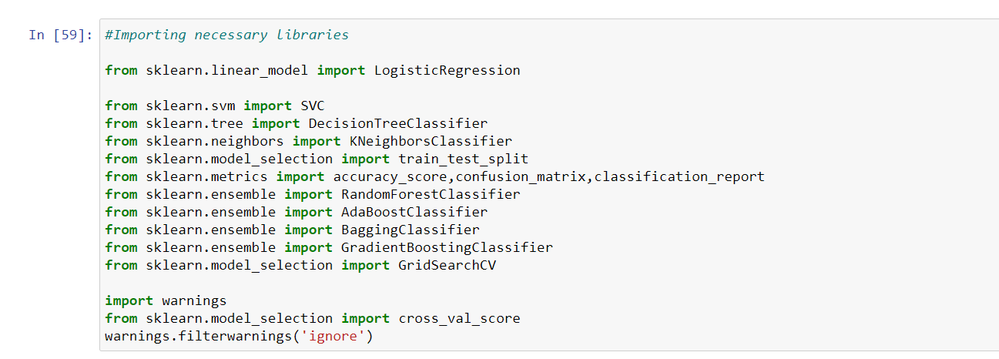 In [59]: #Importing necessary libraries
from sklearn.linear_model import LogisticRegression
from sklearn.svm import SVC
from sklearn.tree import DecisionTreeClassifier
from sklearn.neighbors import KNeighborsClassifier
from sklearn.model_selection import train_test_split
from sklearn.metrics import accuracy_score,confusion_matrix,classification_report
from sklearn.ensemble import RandomForestClassifier
from sklearn.ensemble import AdaBoostClassifier
from sklearn.ensemble import BaggingClassifier
from sklearn.ensemble import GradientBoostingClassifier
from sklearn.model_selection import GridSearchCV
import warnings
from sklearn.model_selection import cross_val_score
warnings.filterwarnings('ignore')